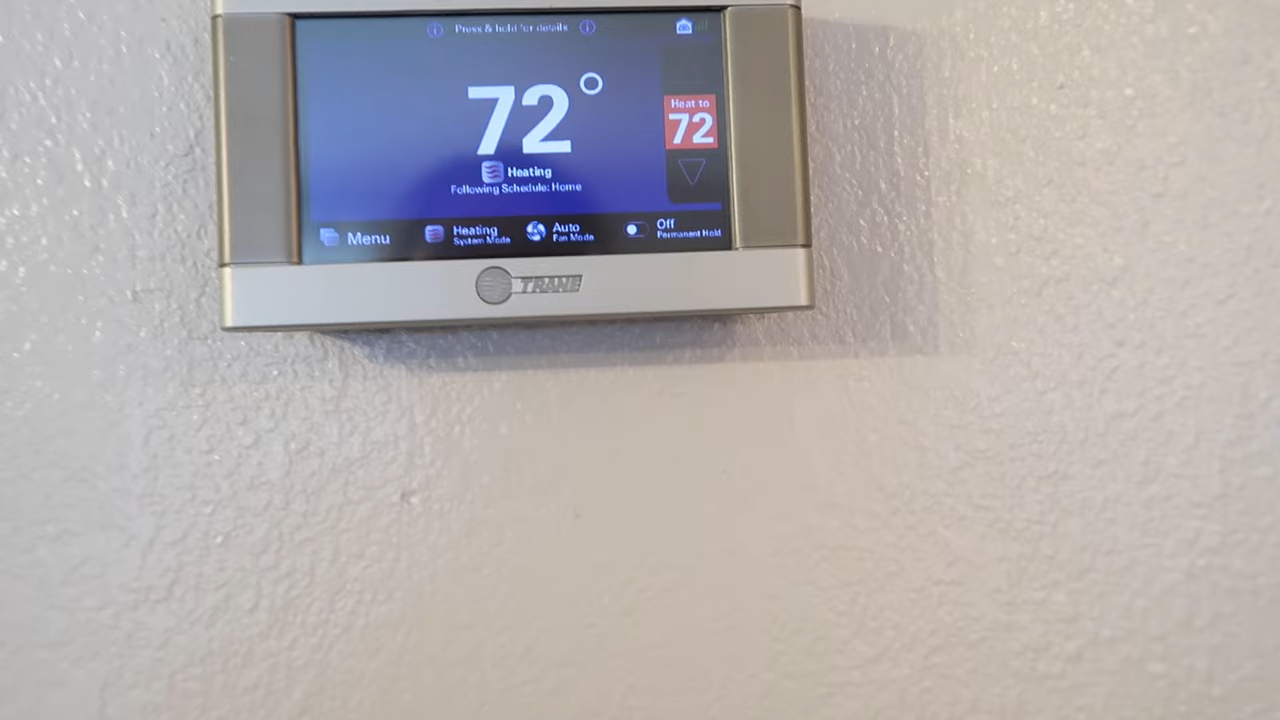 Press & hold for details
72°
Heat to
72
Heating
Following Schedule: Home
Menu
Heating
System Mode
Auto
Fan Mode
Off
Permanent Hold
TRANE